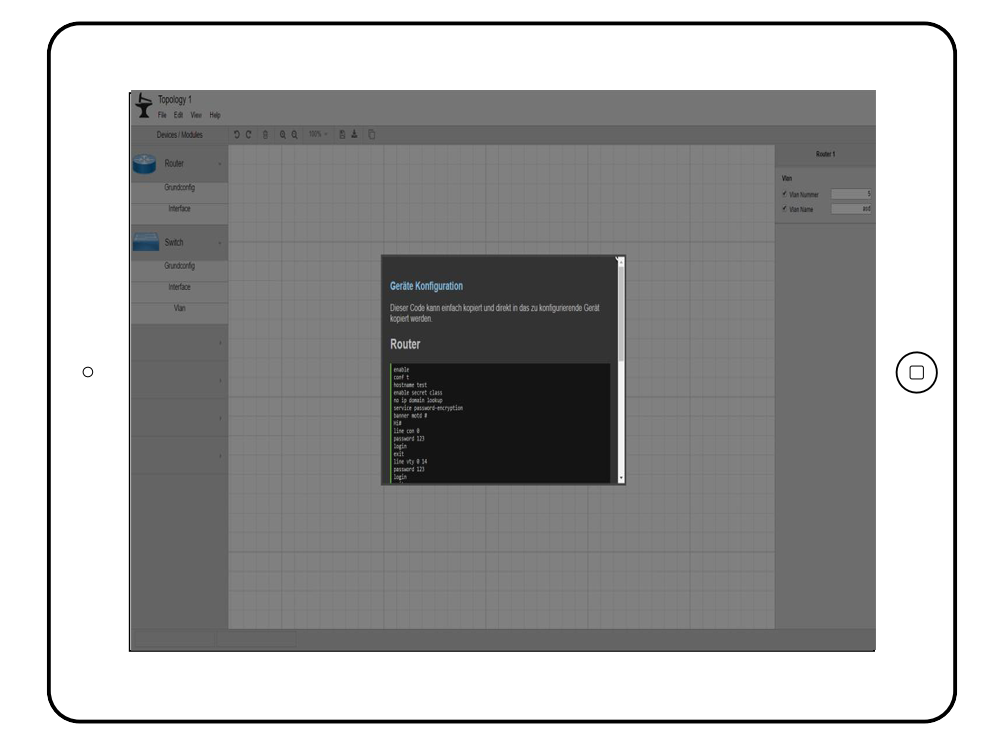 Topology 1
File Edit View Help
Devices / Modules
100%
Router
Grundconfig
Interface
Switch
Grundconfig
Interface
Vlan
Router 1
Vlan
Vlan Nummer 5
Vlan Name asd
Geräte Konfiguration
Dieser Code kann einfach kopiert und direkt in das zu konfigurierende Gerät
kopiert werden.
Router
enable
conf t
hostname test
enable secret class
no ip domain lookup
service password-encryption
banner motd #
Hi#
line con 0
password 123
login
exit
line vty 0 14
password 123
login